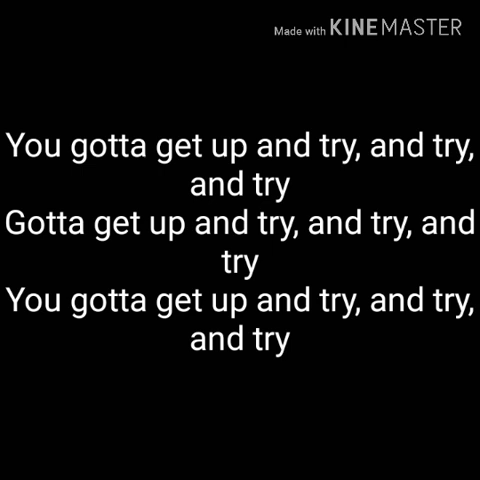 Made with KINEMASTER
You gotta get up and try, and try,
and try
Gotta get up and try, and try, and
try
You gotta get up and try, and try,
and try